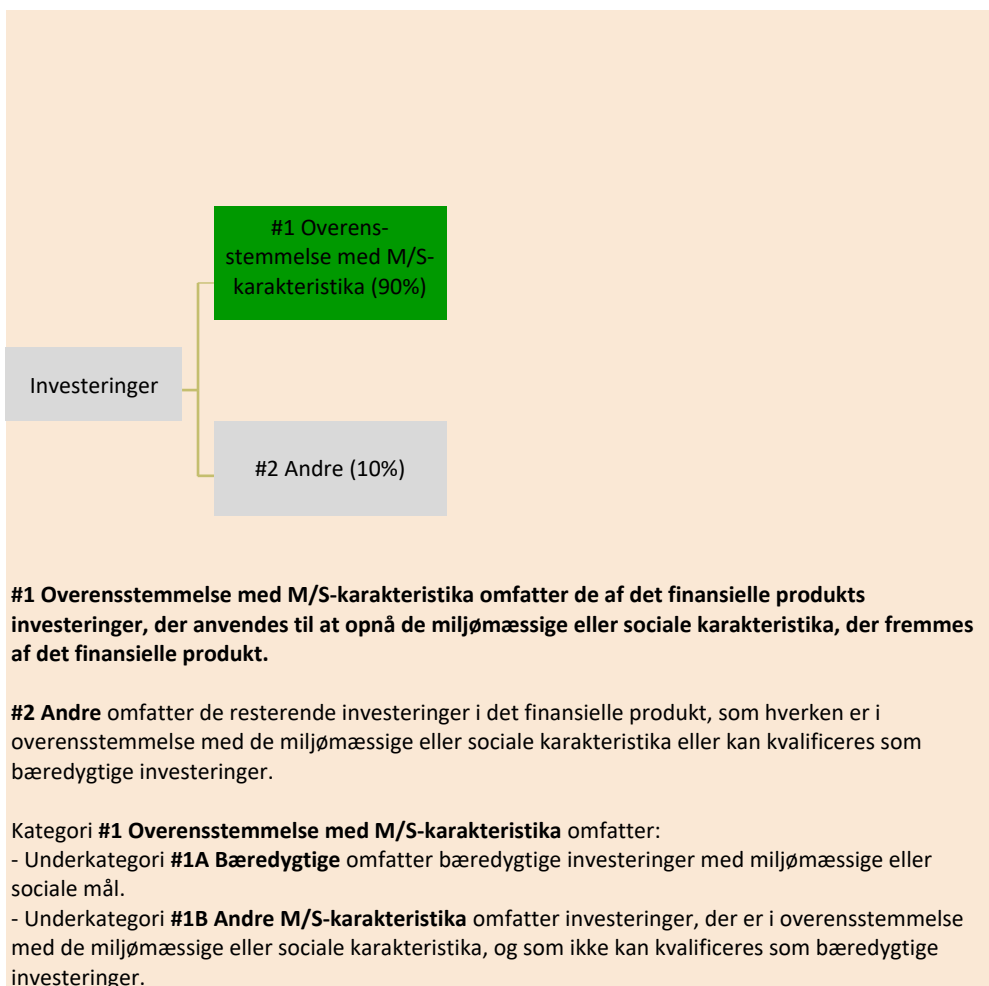 #1 Overens-
stemmelse med M/S-
karakteristika (90%)
Investeringer
#2 Andre (10%)
#1 Overensstemmelse med M/S-karakteristika omfatter de af det finansielle produkts
investeringer, der anvendes til at opnå de miljømæssige eller sociale karakteristika, der fremmes
af det finansielle produkt.
#2 Andre omfatter de resterende investeringer i det finansielle produkt, som hverken er i
overensstemmelse med de miljømæssige eller sociale karakteristika eller kan kvalificeres som
bæredygtige investeringer.
Kategori #1 Overensstemmelse med M/S-karakteristika omfatter:
- Underkategori #1A Bæredygtige omfatter bæredygtige investeringer med miljømæssige eller
sociale mål.
- Underkategori #1B Andre M/S-karakteristika omfatter investeringer, der er i overensstemmelse
med de miljømæssige eller sociale karakteristika, og som ikke kan kvalificeres som bæredygtige
investeringer.